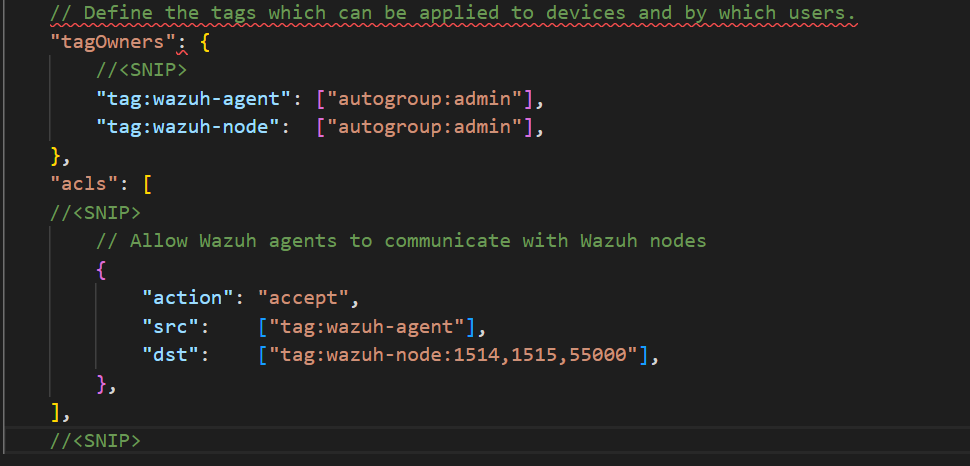 // Define the tags which can be applied to devices and by which users.
"tagOwners": {
//<SNIP>
"tag:wazuh-agent": ["autogroup:admin"],
"tag:wazuh-node":  ["autogroup:admin"],
},
"acls": [
//<SNIP>
// Allow Wazuh agents to communicate with Wazuh nodes
{
"action": "accept",
"src":    ["tag:wazuh-agent"],
"dst":    ["tag:wazuh-node:1514,1515,55000"],
},
],
//<SNIP>